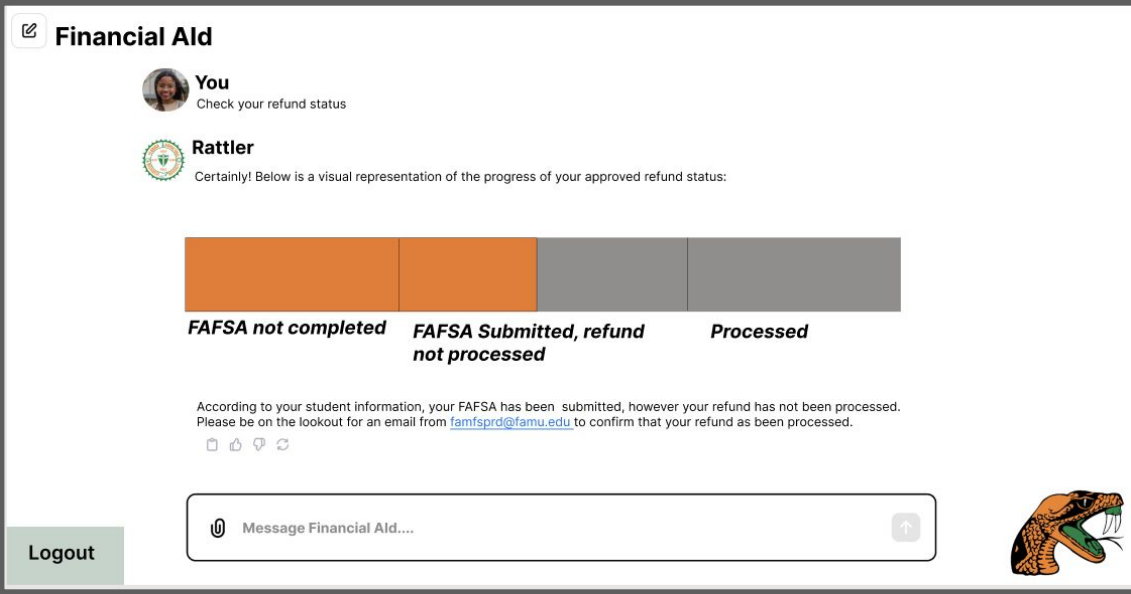 Financial AId
You
Check your refund status
Rattler
Certainly! Below is a visual representation of the progress of your approved refund status:
FAFSA not completed
FAFSA Submitted, refund
not processed
Processed
According to your student information, your FAFSA has been  submitted, however your refund has not been processed.
Please be on the lookout for an email from famfsprd@famu.edu to confirm that your refund as been processed.
Message Financial AId....
Logout